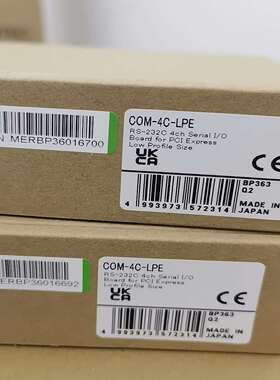 N MERBP36016700
COM-4C-LPE
RS-232C 4ch Serial I/O
Board for PCI Express
Low Profile Size
UK
CA
CE
BP363
G2
4 993973 572314
MADE IN
JAPAN
MERBP36016692
COM-4C-LPE
RS-232C 4ch Serial I/O
Board for PCI Express
Low Profile Size
UK
CA
CE
BP363
G2
4 993973 572314
MADE IN
JAPAN